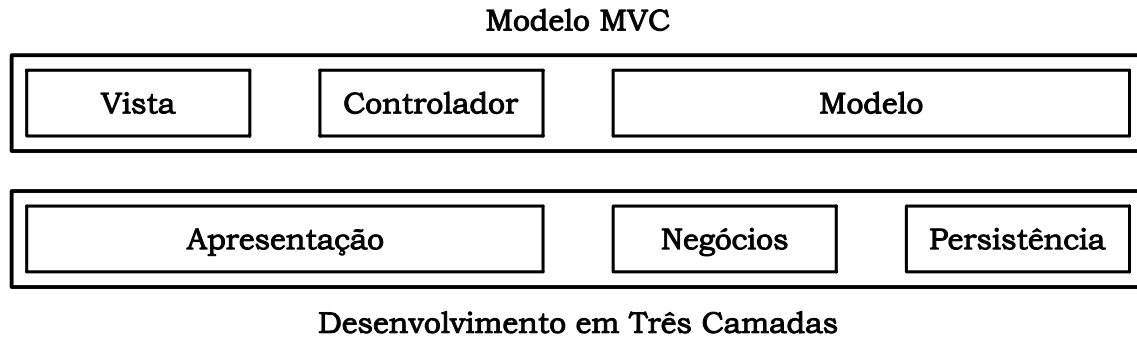 Modelo MVC
Vista Controlador Modelo
Apresentação Negócios Persistência
Desenvolvimento em Três Camadas